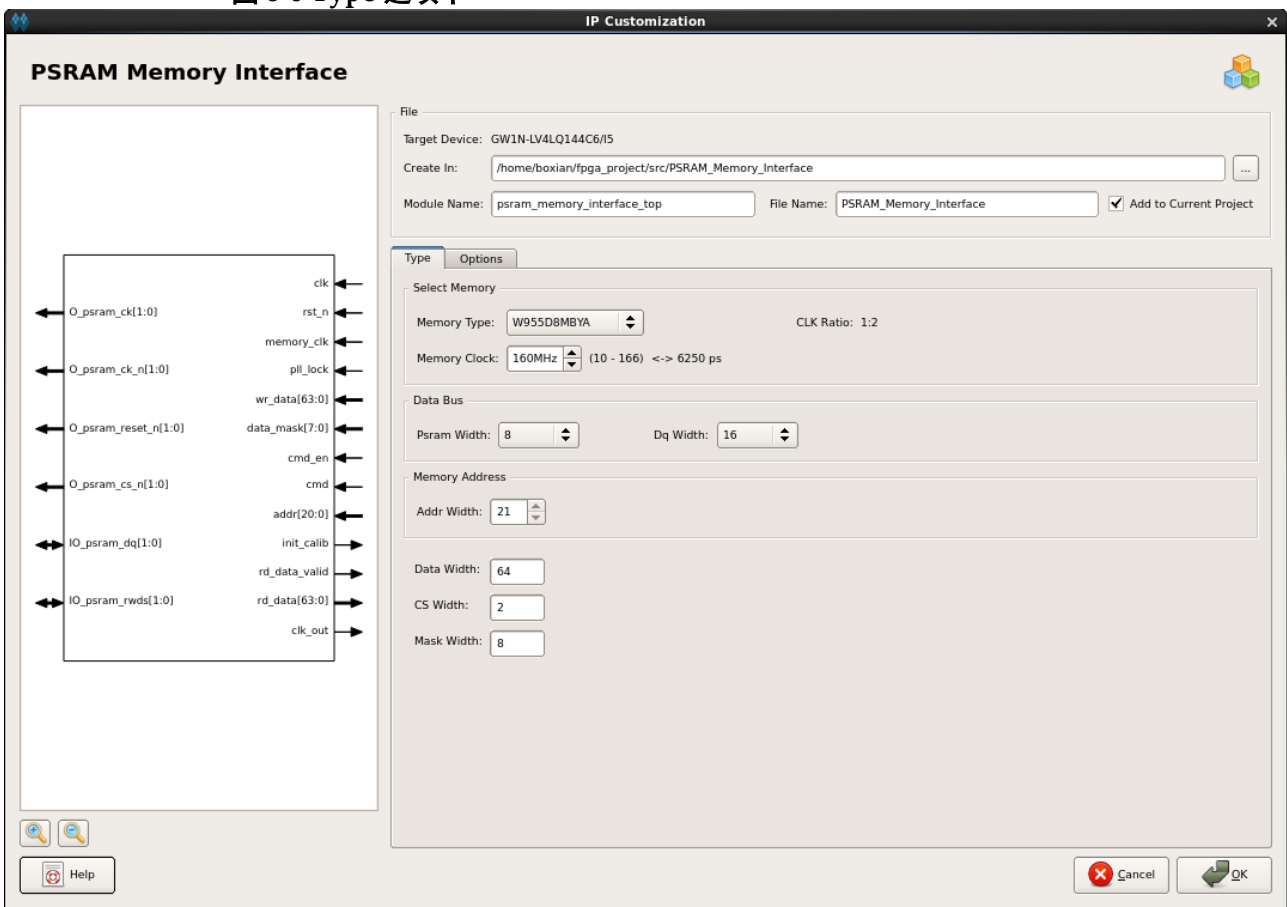 IP Customization
PSRAM Memory Interface
File
Target Device: GW1N-LV4LQ144C6/I5
Create In: /home/boxian/fpga_project/src/PSRAM_Memory_Interface ...
Module Name: psram_memory_interface_top File Name: PSRAM_Memory_Interface Add to Current Project
Type Options
Select Memory
Memory Type: W955D8MBYA CLK Ratio: 1:2
Memory Clock: 160MHz (10 - 166) <-> 6250 ps
Data Bus
Psram Width: 8 Dq Width: 16
Memory Address
Addr Width: 21
Data Width: 64
CS Width: 2
Mask Width: 8
clk
O_psram_ck[1:0] rst_n
memory_clk
O_psram_ck_n[1:0] pll_lock
wr_data[63:0]
O_psram_reset_n[1:0] data_mask[7:0]
cmd_en
O_psram_cs_n[1:0] cmd
addr[20:0]
IO_psram_dq[1:0] init_calib
rd_data_valid
IO_psram_rwds[1:0] rd_data[63:0]
clk_out
Help
Cancel
OK